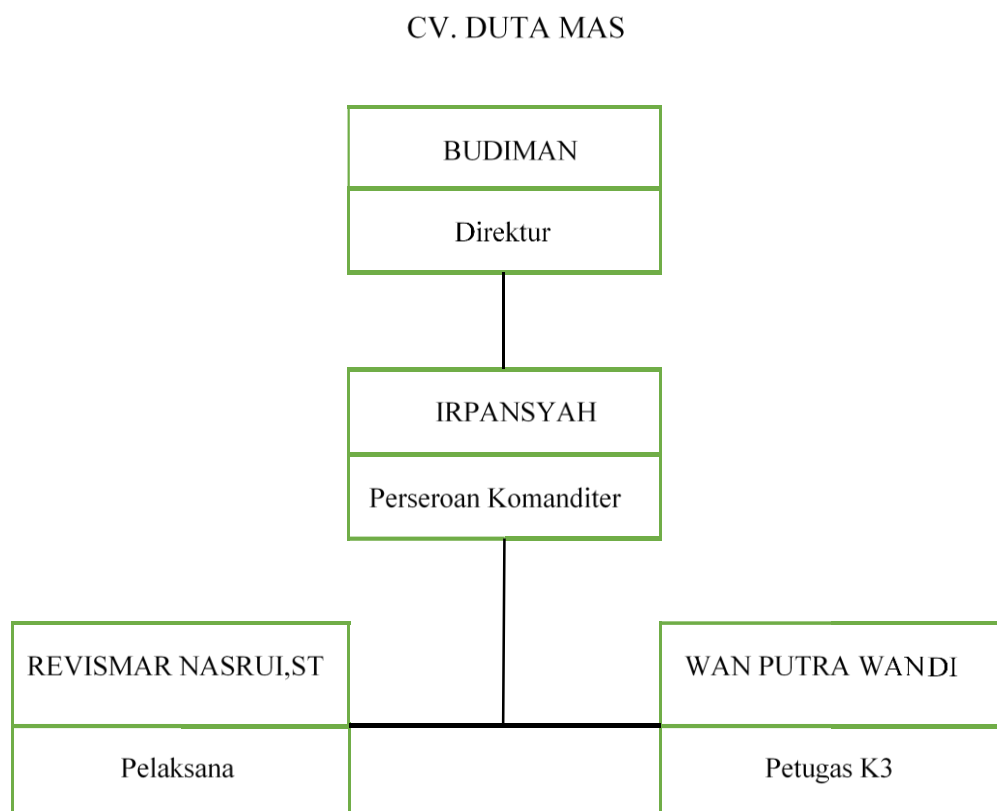 CV. DUTA MAS
BUDIMAN
Direktur
IRPANSYAH
Perseroan Komanditer
REVISMAR NASRUI,ST
Pelaksana
WAN PUTRA WANDI
Petugas K3